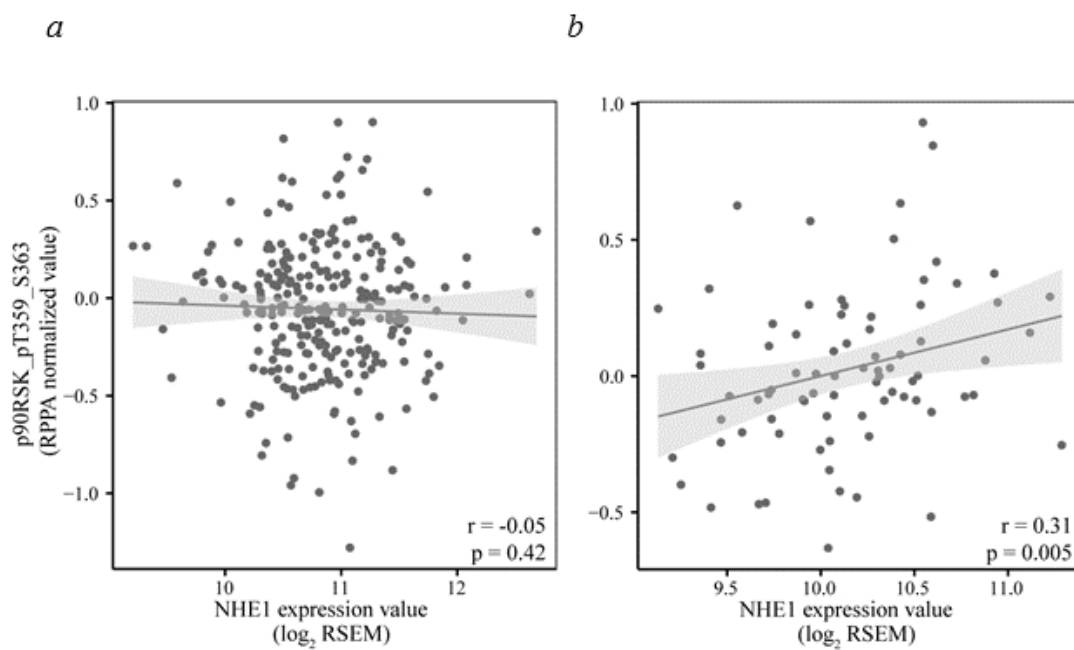 a
b
p90RSK_pT359_S363
(RPPA normalized value)
1.0
0.5
0.0
−0.5
−1.0
r = -0.05
p = 0.42
10
11
12
NHE1 expression value
(log₂ RSEM)
1.0
0.5
0.0
−0.5
r = 0.31
p = 0.005
9.5
10.0
10.5
11.0
NHE1 expression value
(log₂ RSEM)